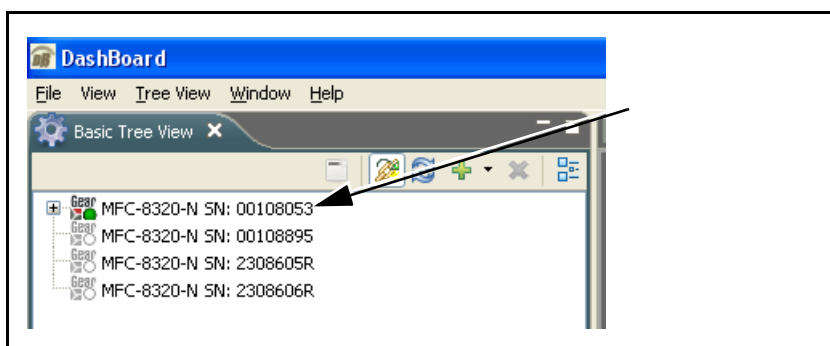 DB DashBoard
File View Tree View Window Help
Basic Tree View
Gear MFC-8320-N SN: 00108053
Gear MFC-8320-N SN: 00108895
Gear MFC-8320-N SN: 2308605R
Gear MFC-8320-N SN: 2308606R